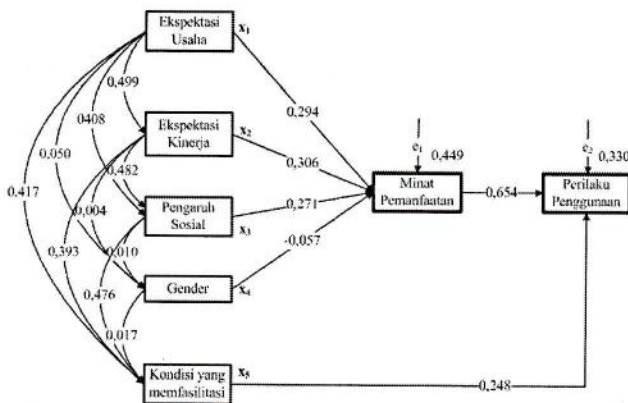 Ekspektasi
Usaha
x₁
0,499
0408
0,050
0,417
0,294
Ekspektasi
Kinerja
x₂
0,306
0,482
0,004
0,393
Pengaruh
Sosial
x₃
0,271
0,010
0,476
-0,057
Gender
x₄
0,017
Kondisi yang
memfasilitasi
x₅
0,248
e₁
0,449
Minat
Pemanfaatan
0,654
e₂
0,330
Perilaku
Penggunaan